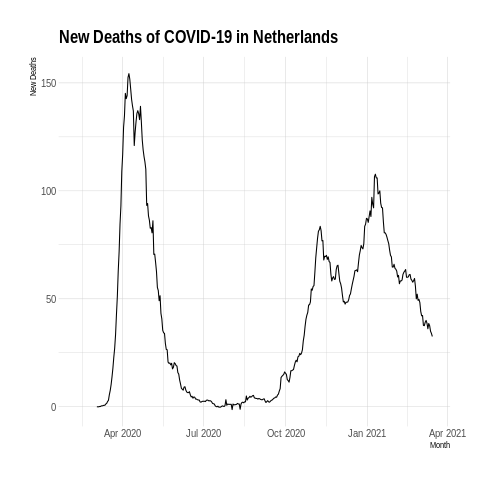 New Deaths of COVID-19 in Netherlands
New Deaths
150
100
50
0
Apr 2020 Jul 2020 Oct 2020 Jan 2021 Apr 2021
Month